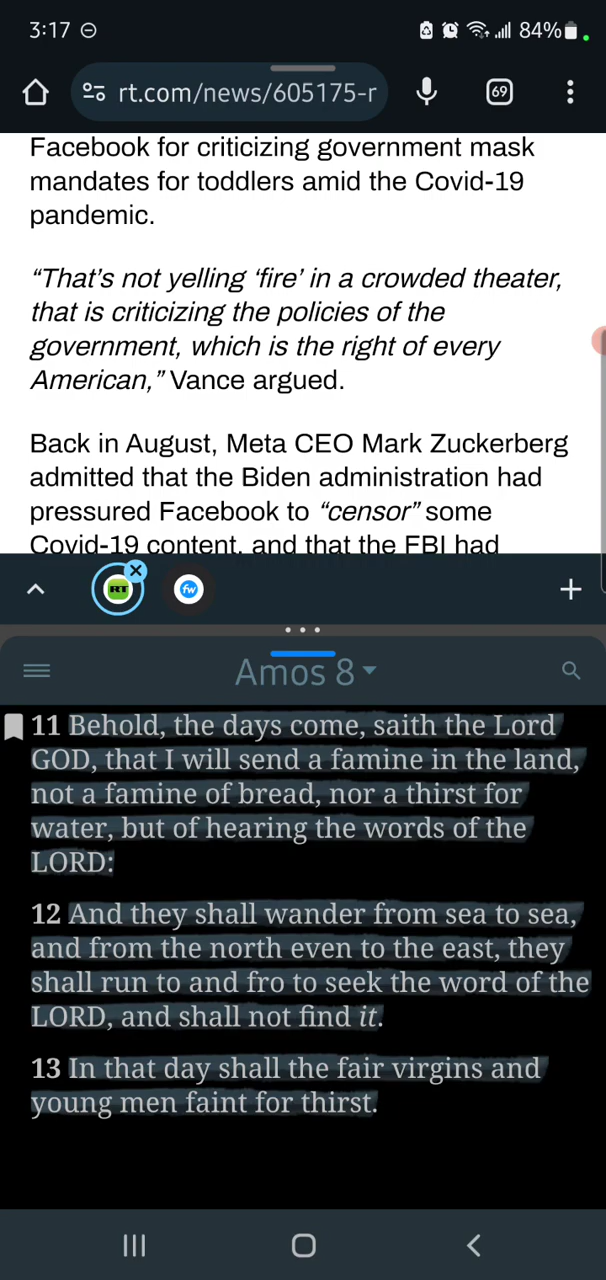 3:17
84%
rt.com/news/605175-r
69
Facebook for criticizing government mask
mandates for toddlers amid the Covid-19
pandemic.
“That’s not yelling ‘fire’ in a crowded theater,
that is criticizing the policies of the
government, which is the right of every
American,” Vance argued.
Back in August, Meta CEO Mark Zuckerberg
admitted that the Biden administration had
pressured Facebook to “censor” some
Covid-19 content, and that the FBI had
RT
fw
Amos 8
11 Behold, the days come, saith the Lord
GOD, that I will send a famine in the land,
not a famine of bread, nor a thirst for
water, but of hearing the words of the
LORD:
12 And they shall wander from sea to sea,
and from the north even to the east, they
shall run to and fro to seek the word of the
LORD, and shall not find it.
13 In that day shall the fair virgins and
young men faint for thirst.